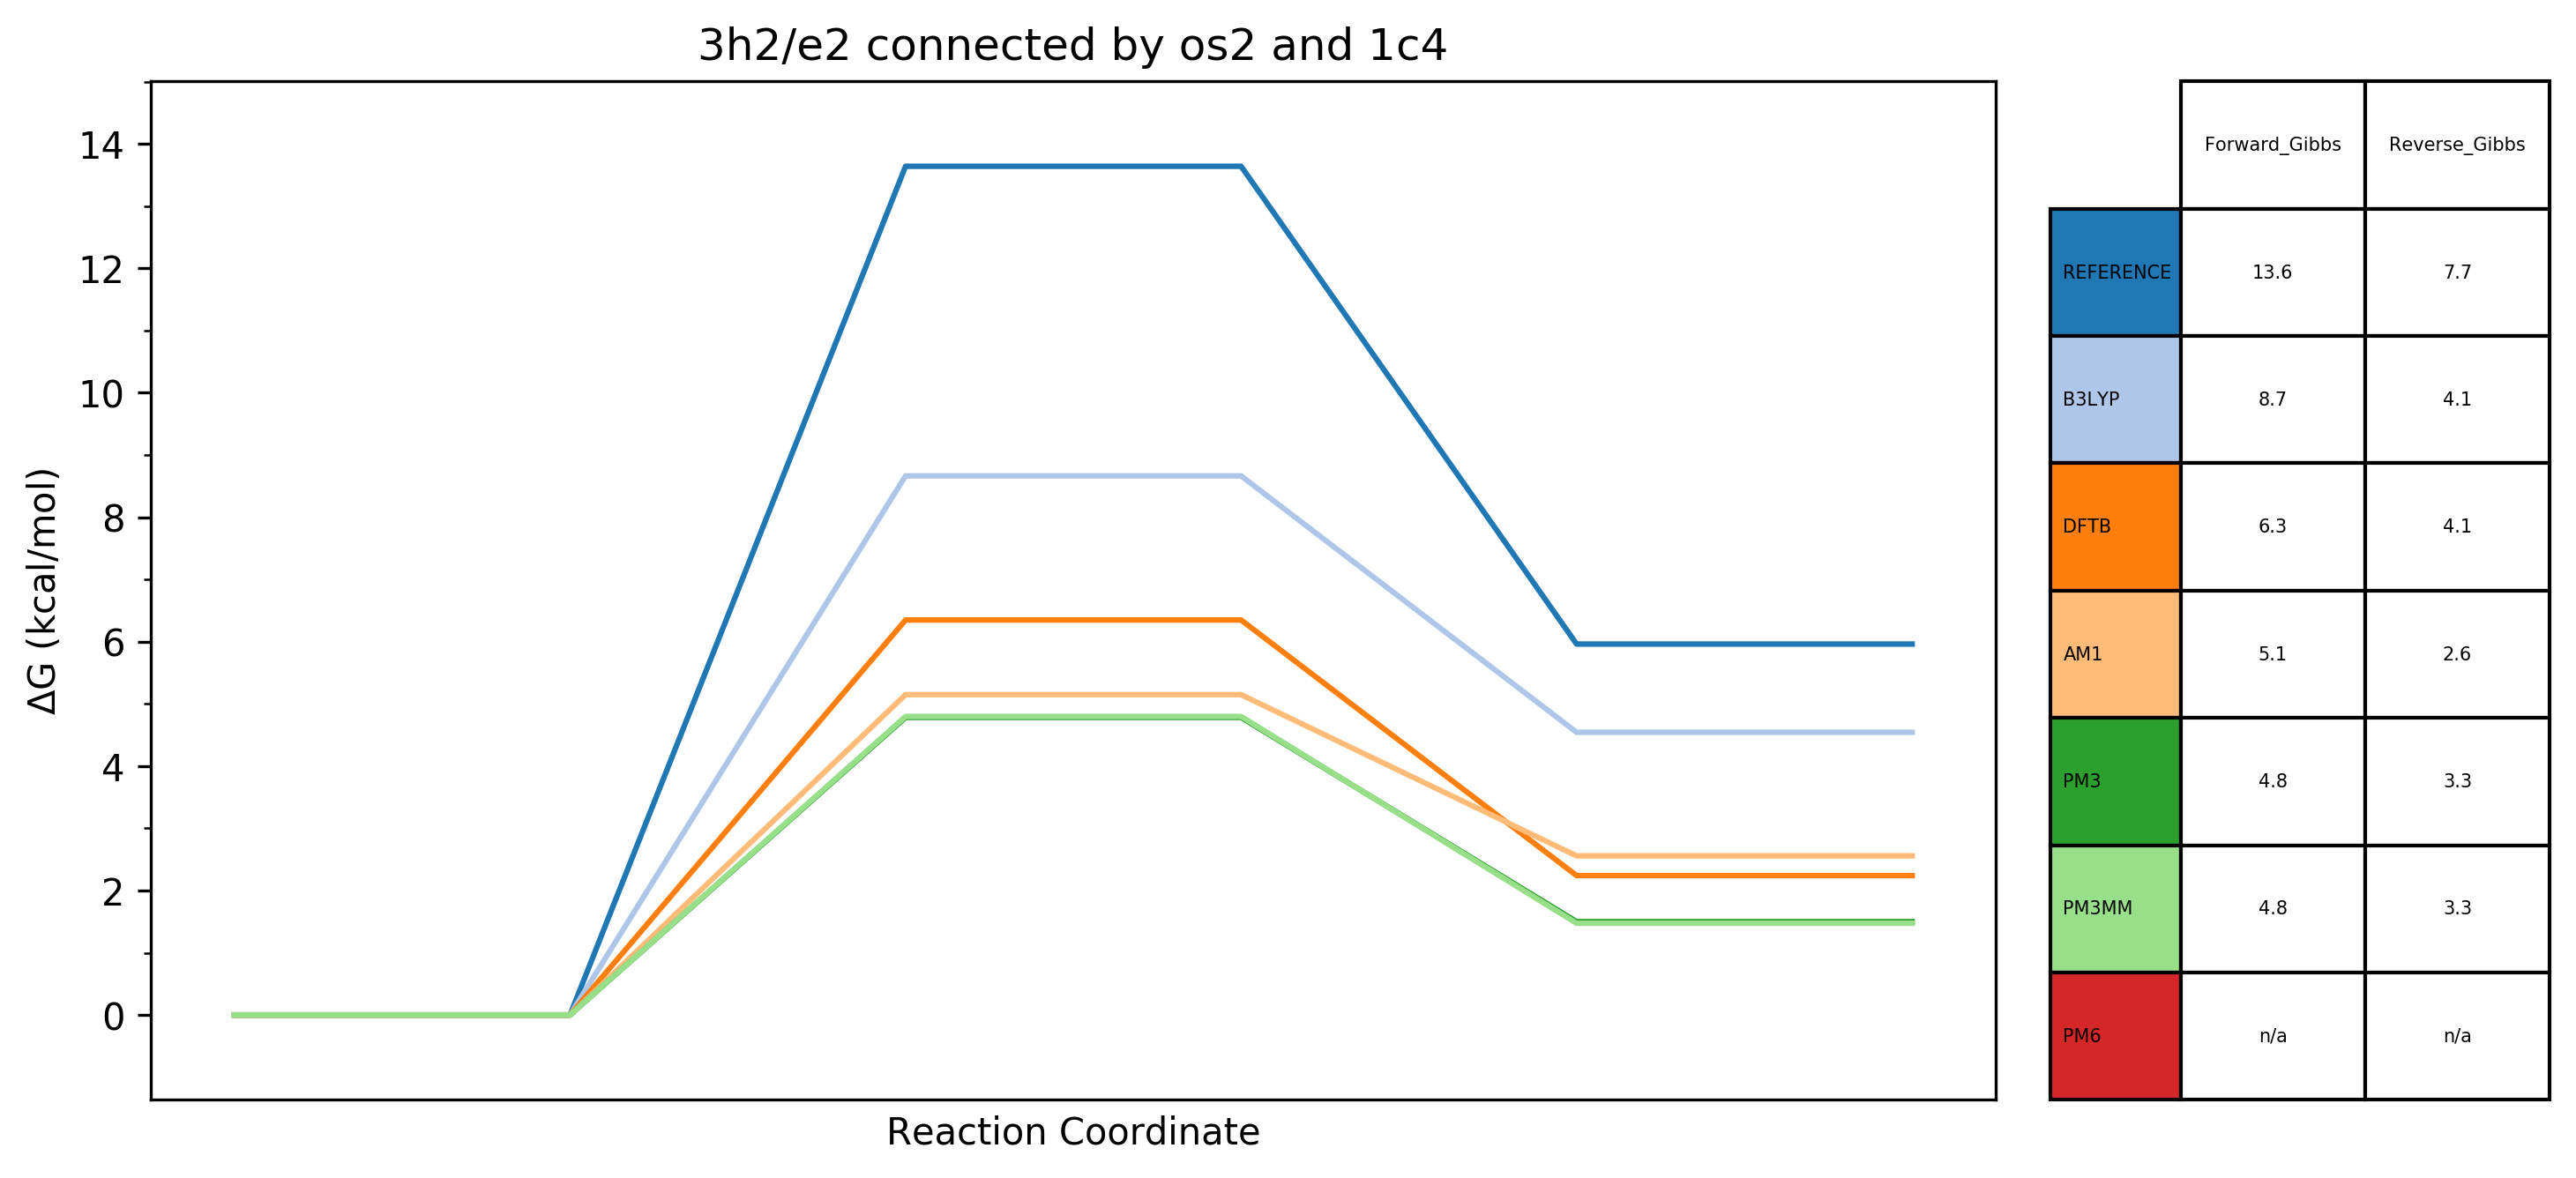 3h2/e2 connected by os2 and 1c4
14
12
10
8
6
4
2
0
ΔG (kcal/mol)
Reaction Coordinate
Forward_Gibbs Reverse_Gibbs
REFERENCE 13.6 7.7
B3LYP 8.7 4.1
DFTB 6.3 4.1
AM1 5.1 2.6
PM3 4.8 3.3
PM3MM 4.8 3.3
PM6 n/a n/a